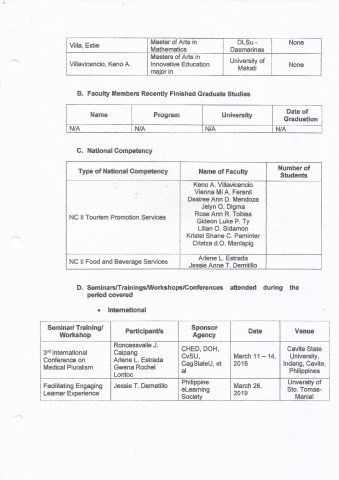 Villa, Estie
Master of Arts in
Mathematics
DLSu -
Dasmarinas
None
Villavicencio, Keno A.
Masters of Arts in
Innovative Education
major in
University of
Makati
None
B. Faculty Members Recently Finished Graduate Studies
Name
Program
University
Date of
Graduation
N/A
N/A
N/A
N/A
C. National Competency
Type of National Competency
Name of Faculty
Number of
Students
NC II Tourism Promotion Services
Keno A. Villavicencio
Vienna Mi A. Feranil
Desiree Ann D. Mendoza
Jelyn O. Digma
Rose Ann R. Tobias
Gideon Luke P. Ty
Lilian O. Sidamon
Kristel Shane C. Paminter
Cristza d.O. Manlapig
NC II Food and Beverage Services
Arlene L. Estrada
Jessie Anne T. Demitillo
D. Seminars/Trainings/Workshops/Conferences attended during the
period covered
• International
Seminar/ Training/
Workshop
Participant/s
Sponsor
Agency
Date
Venue
3rd International
Conference on
Medical Pluralism
Roncessvalle J.
Caipang
Arlene L. Estrada
Gwena Rochel
Lontoc
CHED, DOH,
CvSU,
CagStateU, et
al
March 11 – 14,
2019
Cavite State
University,
Indang, Cavite,
Philippines
Facilitating Engaging
Learner Experience
Jessie T. Demetillo
Philippine
eLearning
Society
March 26,
2019
University of
Sto. Tomas-
Manial